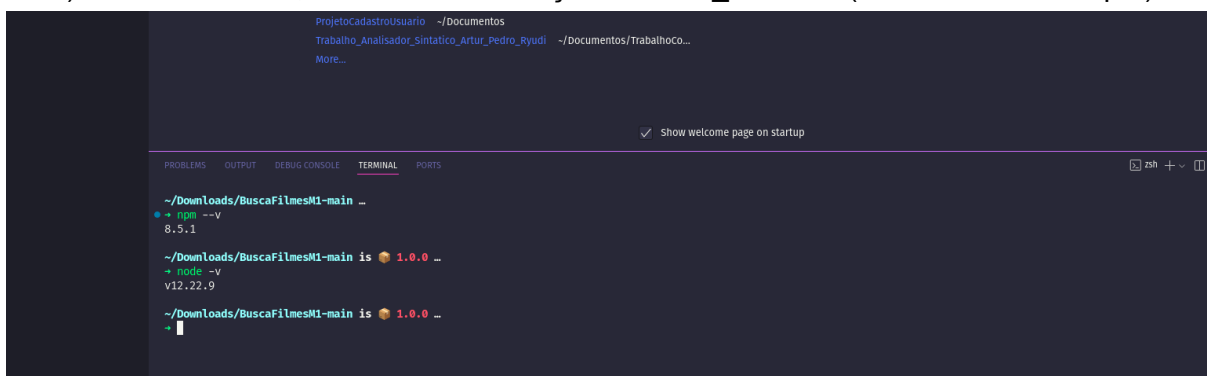 ProjetoCadastroUsuario ~/Documentos
Trabalho_Analisador_Sintatico_Artur_Pedro_Ryudi ~/Documentos/TrabalhoCo...
More...
Show welcome page on startup
PROBLEMS OUTPUT DEBUG CONSOLE TERMINAL PORTS zsh
~/Downloads/BuscaFilmesM1-main …
→ npm --v
8.5.1
~/Downloads/BuscaFilmesM1-main is 📦 1.0.0 …
→ node -v
v12.22.9
~/Downloads/BuscaFilmesM1-main is 📦 1.0.0 …
→